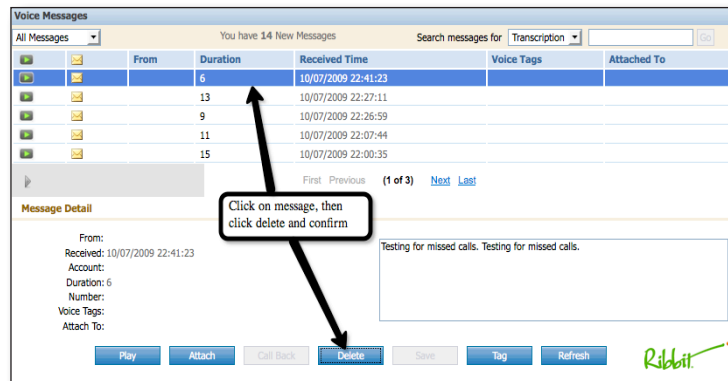 Voice Messages
All Messages You have 14 New Messages Search messages for Transcription Go
From Duration Received Time Voice Tags Attached To
6 10/07/2009 22:41:23
13 10/07/2009 22:27:11
9 10/07/2009 22:26:59
11 10/07/2009 22:07:44
15 10/07/2009 22:00:35
First Previous (1 of 3) Next Last
Click on message, then
click delete and confirm
Message Detail
From:
Received: 10/07/2009 22:41:23
Account:
Duration: 6
Number:
Voice Tags:
Attach To:
Testing for missed calls. Testing for missed calls.
Play Attach Call Back Delete Save Tag Refresh
Ribbit